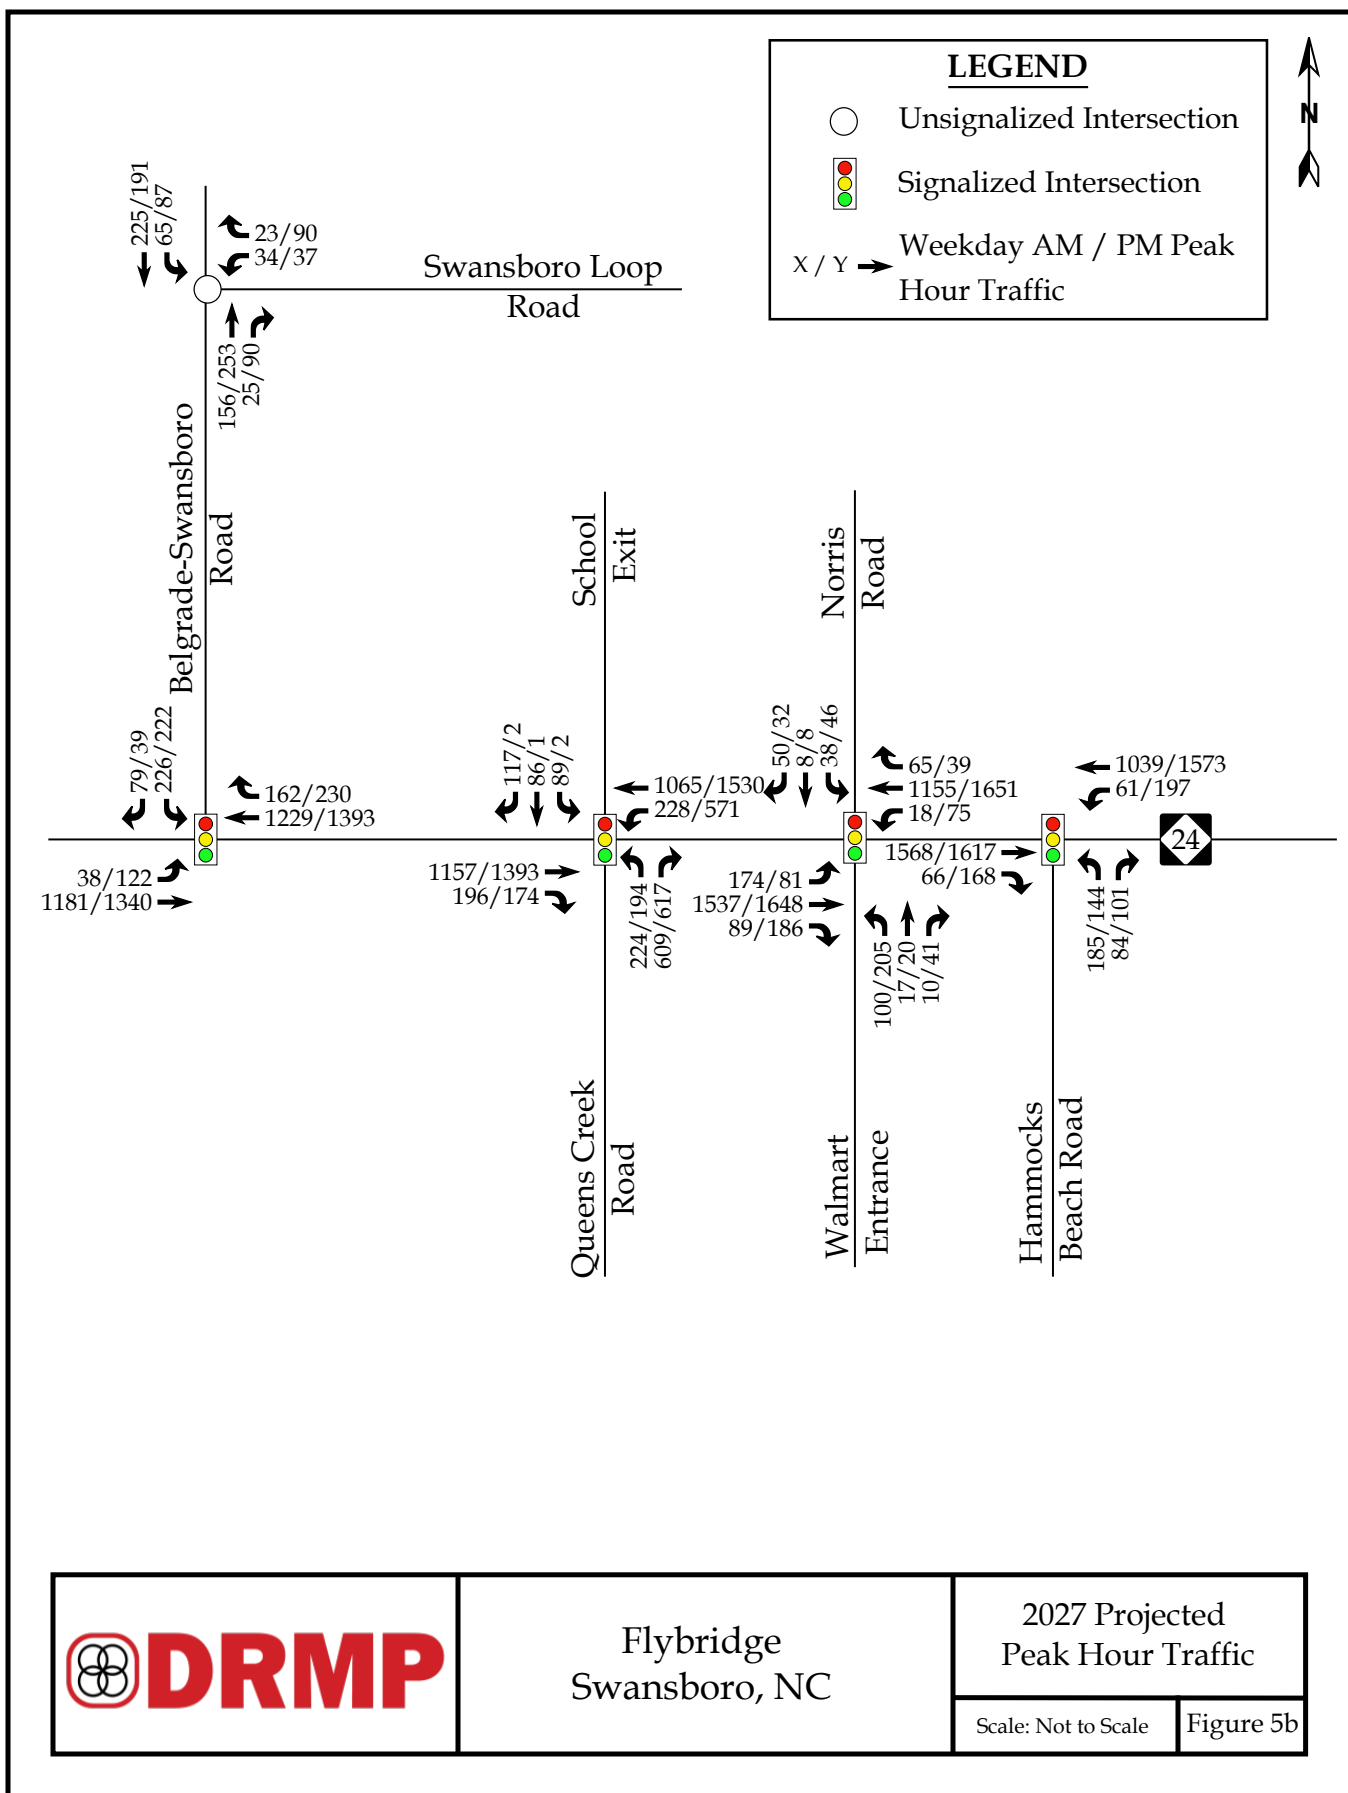 LEGEND
Unsignalized Intersection
Signalized Intersection
X / Y
Weekday AM / PM Peak
Hour Traffic
N
225/191
65/87
23/90
34/37
Swansboro Loop
Road
156/253
25/90
Belgrade-Swansboro
Road
School
Exit
Norris
Road
79/39
226/222
162/230
1229/1393
38/122
1181/1340
117/2
86/1
89/2
1065/1530
228/571
1157/1393
196/174
224/194
609/617
50/32
8/8
38/46
65/39
1155/1651
18/75
174/81
1537/1648
89/186
100/205
17/20
10/41
1039/1573
61/197
1568/1617
66/168
185/144
84/101
24
Queens Creek
Road
Walmart
Entrance
Hammocks
Beach Road
DRMP
Flybridge
Swansboro, NC
2027 Projected
Peak Hour Traffic
Scale: Not to Scale
Figure 5b